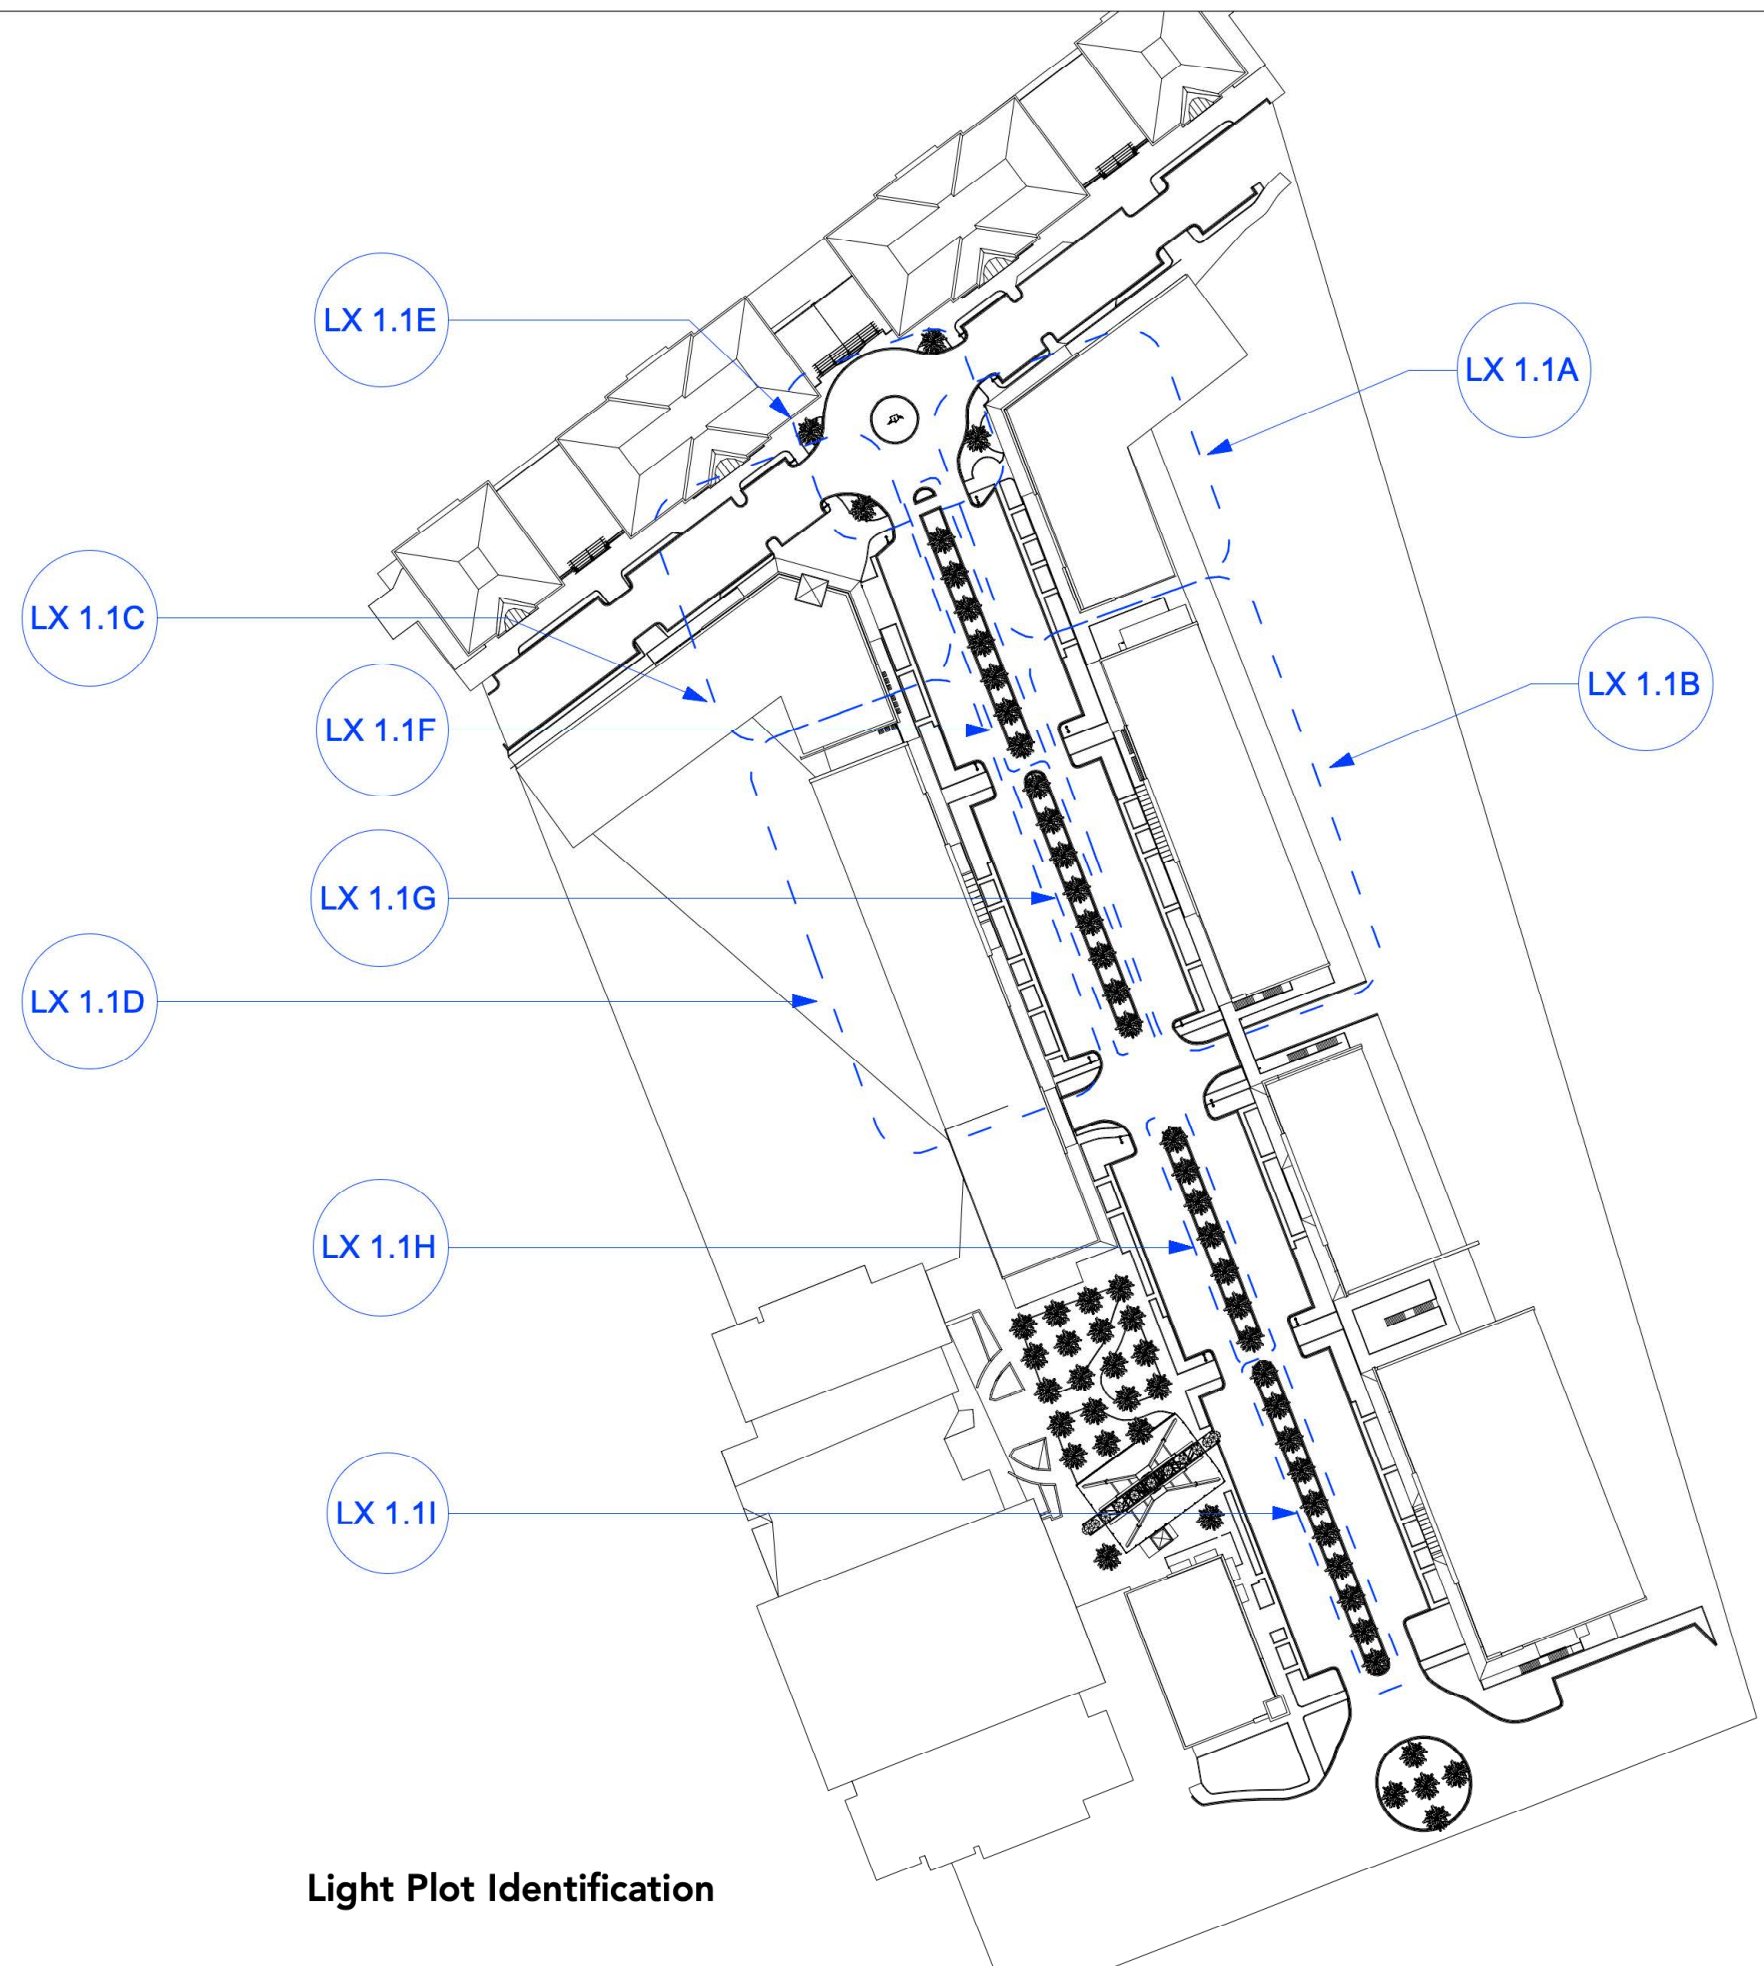 LX 1.1E
LX 1.1A
LX 1.1C
LX 1.1B
LX 1.1F
LX 1.1G
LX 1.1D
LX 1.1H
LX 1.1I
Light Plot Identification